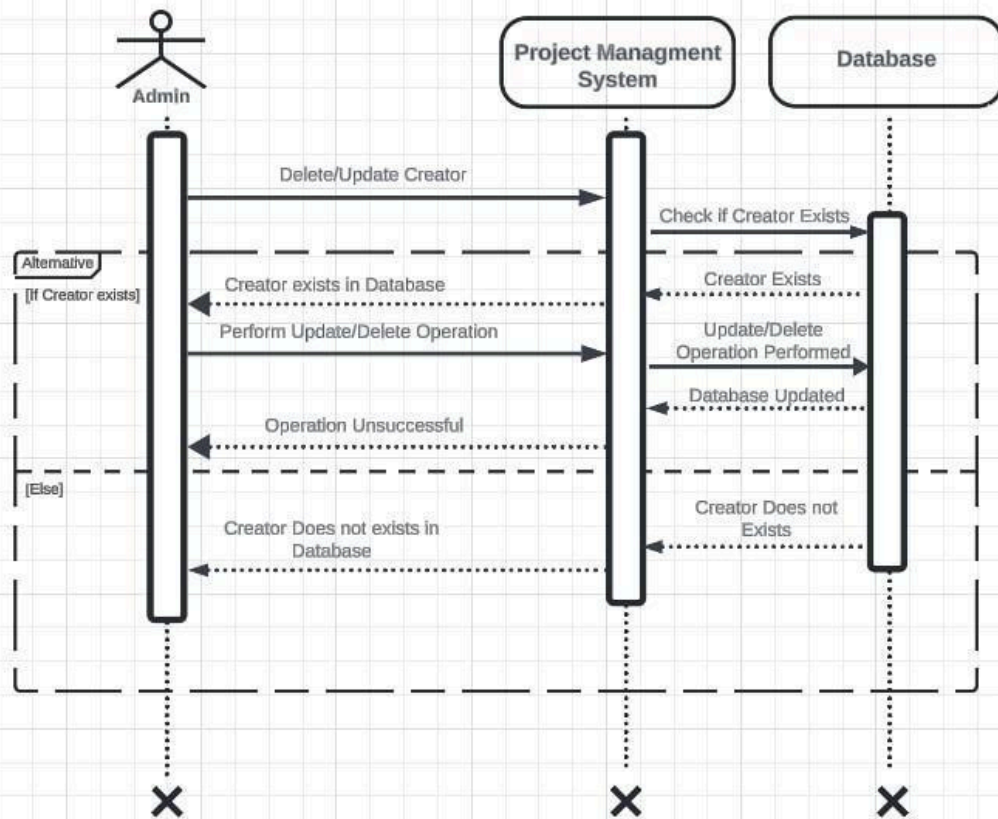 Admin
Project Managment
System
Database
Delete/Update Creator
Check if Creator Exists
Alternative
[If Creator exists]
Creator exists in Database
Creator Exists
Perform Update/Delete Operation
Update/Delete
Operation Performed
Database Updated
Operation Unsuccessful
[Else]
Creator Does not
Exists
Creator Does not exists in
Database